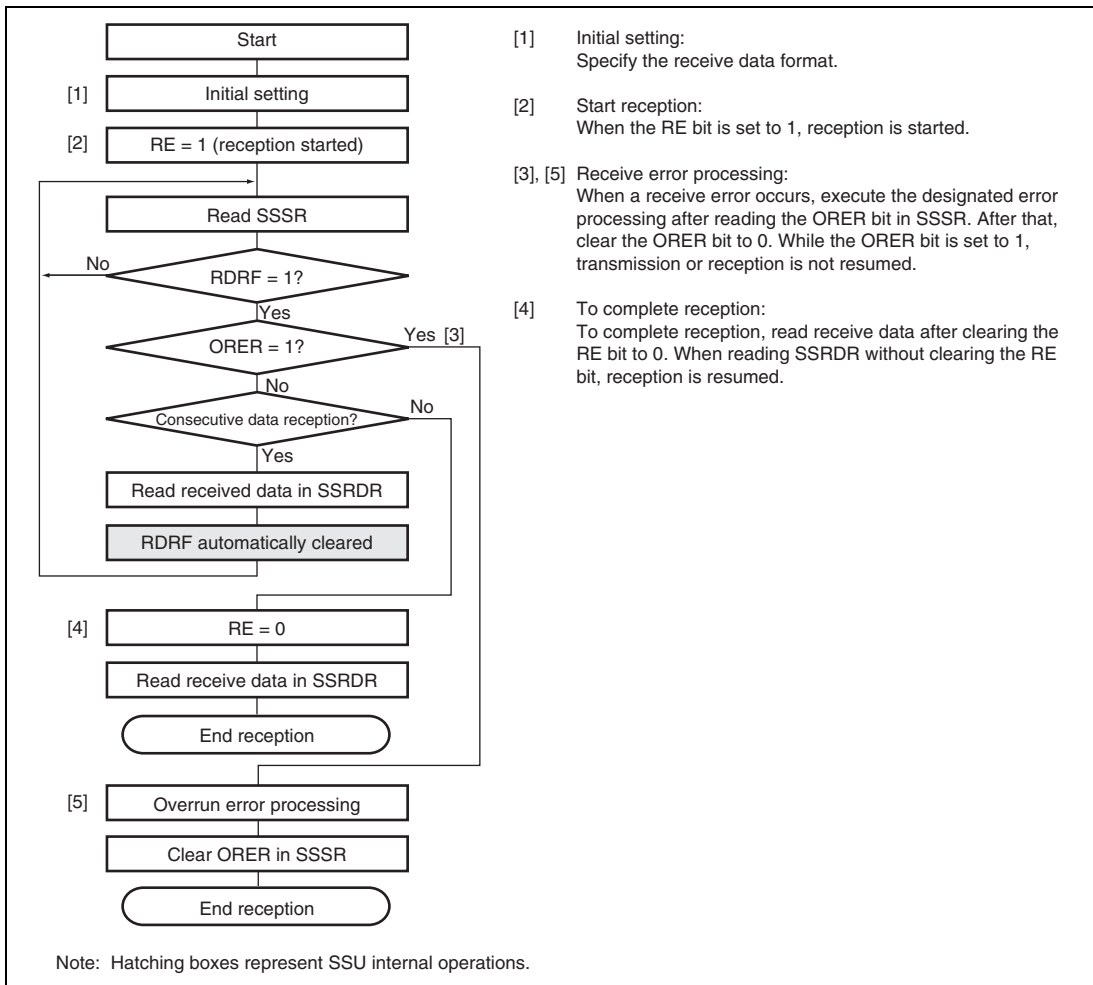 Start
[1] Initial setting
[2] RE = 1 (reception started)
Read SSSR
No
RDRF = 1?
Yes
ORER = 1?
Yes [3]
No
Consecutive data reception?
No
Yes
Read received data in SSRDR
RDRF automatically cleared
[4] RE = 0
Read receive data in SSRDR
End reception
[5] Overrun error processing
Clear ORER in SSSR
End reception
[1] Initial setting:
Specify the receive data format.
[2] Start reception:
When the RE bit is set to 1, reception is started.
[3], [5] Receive error processing:
When a receive error occurs, execute the designated error
processing after reading the ORER bit in SSSR. After that,
clear the ORER bit to 0. While the ORER bit is set to 1,
transmission or reception is not resumed.
[4] To complete reception:
To complete reception, read receive data after clearing the
RE bit to 0. When reading SSRDR without clearing the RE
bit, reception is resumed.
Note: Hatching boxes represent SSU internal operations.